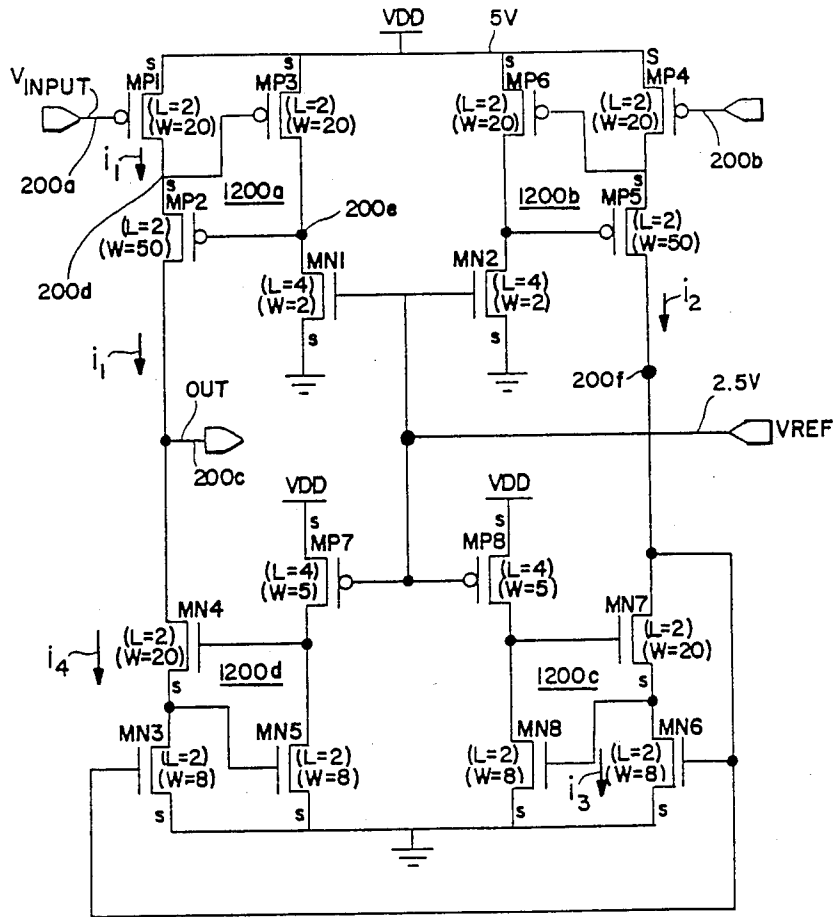 VDD
5V
S S S S
VINPUT
MP1 MP3 MP6 MP4
(L=2) (L=2) (L=2) (L=2)
(W=20) (W=20) (W=20) (W=20)
200a
i1
200b
S
1200a
200e
1200b
S
MP2
MP5
(L=2)
(W=50)
(L=2)
(W=50)
200d
MN1 MN2
(L=4) (L=4)
(W=2) (W=2)
S S
i1
i2
200f
2.5V
OUT
VREF
200c
VDD VDD
S S
MP7 MP8
(L=4) (L=4)
(W=5) (W=5)
MN4
MN7
(L=2)
(W=20)
(L=2)
(W=20)
i4
1200d
1200c
S S
MN3 MN5 MN8 MN6
(L=2) (L=2) (L=2) (L=2)
(W=8) (W=8) (W=8) (W=8)
i3
S S S S